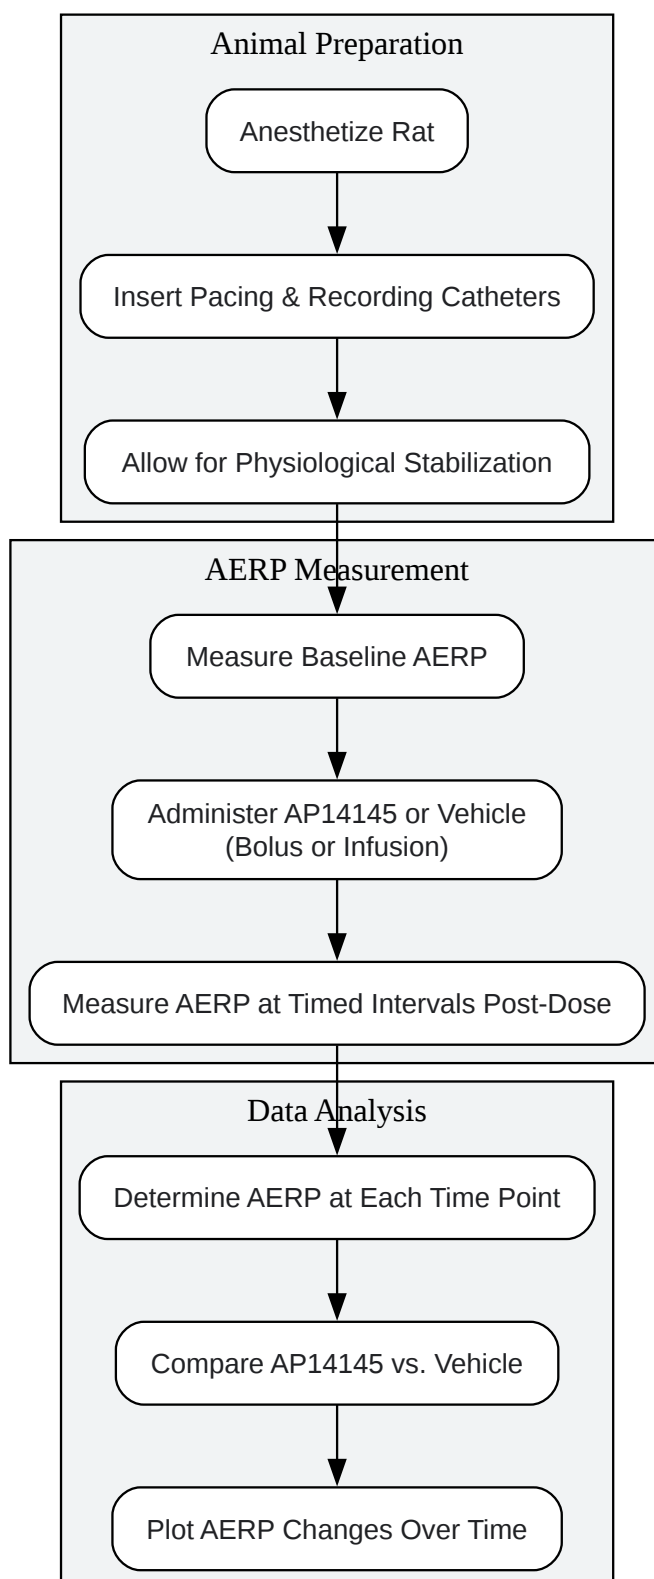 Animal Preparation
Anesthetize Rat
Insert Pacing & Recording Catheters
Allow for Physiological Stabilization
AERP Measurement
Measure Baseline AERP
Administer AP14145 or Vehicle
(Bolus or Infusion)
Measure AERP at Timed Intervals Post-Dose
Data Analysis
Determine AERP at Each Time Point
Compare AP14145 vs. Vehicle
Plot AERP Changes Over Time